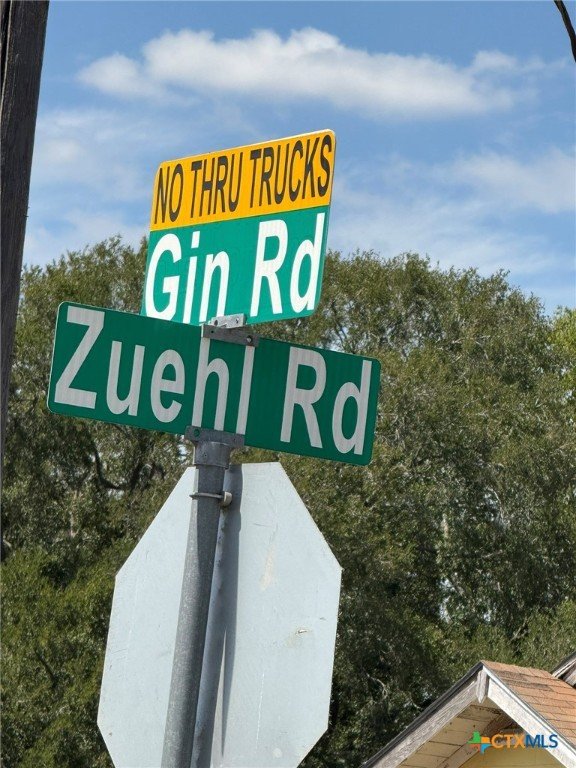 NO THRU TRUCKS
Gin Rd
Zuehl Rd
CTXMLS